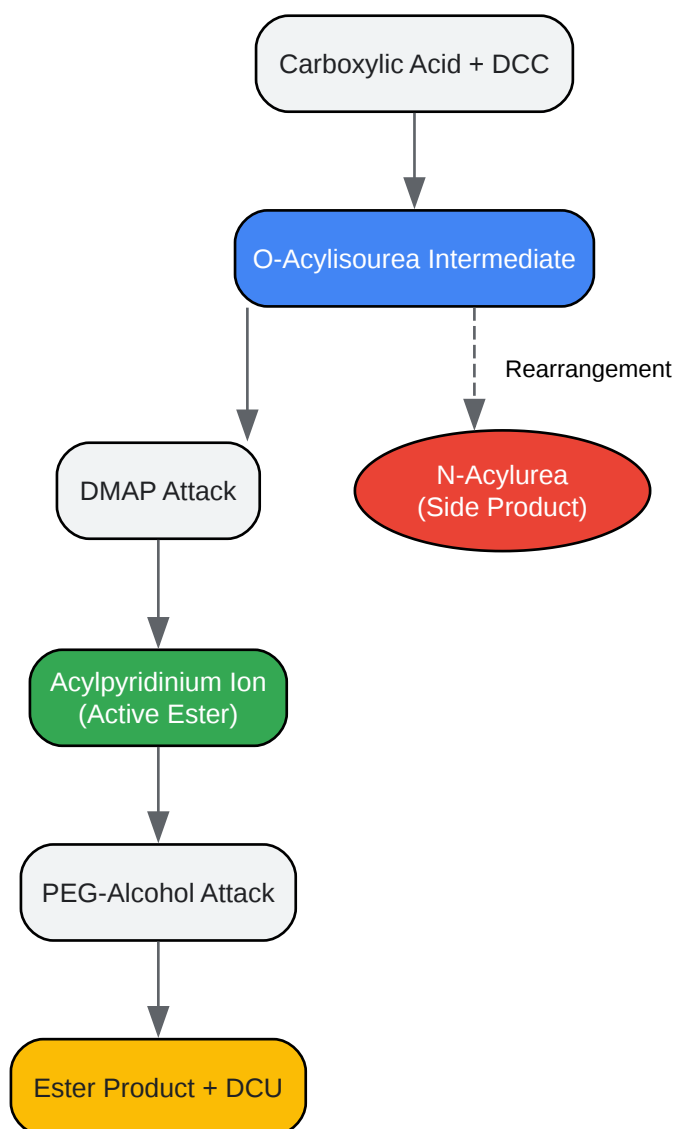 Carboxylic Acid + DCC
O-Acylisourea Intermediate
Rearrangement
DMAP Attack
N-Acylurea
(Side Product)
Acylpyridinium Ion
(Active Ester)
PEG-Alcohol Attack
Ester Product + DCU